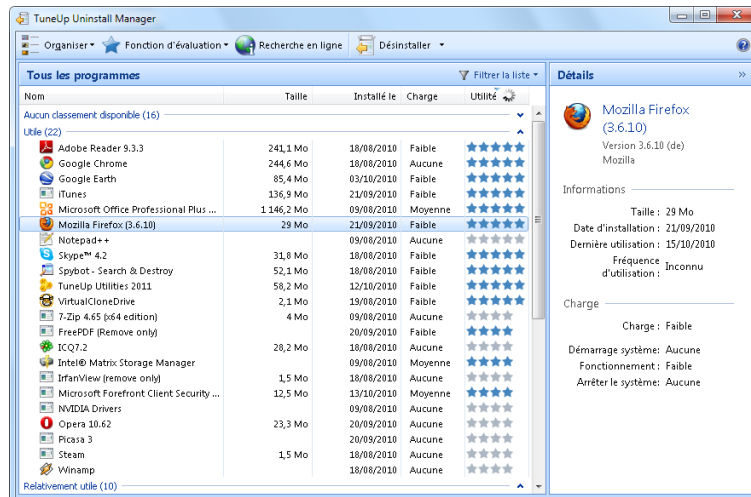 TuneUp Uninstall Manager
Organiser Fonction d'évaluation Recherche en ligne Désinstaller
Tous les programmes Filtrer la liste
Nom Taille Installé le Charge Utilité
Aucun classement disponible (16)
Utile (22)
Adobe Reader 9.3.3 241,1 Mo 18/08/2010 Faible
Google Chrome 244,6 Mo 18/08/2010 Aucune
Google Earth 85,4 Mo 03/10/2010 Faible
iTunes 136,9 Mo 21/09/2010 Faible
Microsoft Office Professional Plus ... 1 146,2 Mo 09/08/2010 Moyenne
Mozilla Firefox (3.6.10) 29 Mo 21/09/2010 Faible
Notepad++ 09/08/2010 Aucune
Skype™ 4.2 31,8 Mo 18/08/2010 Faible
Spybot - Search & Destroy 52,1 Mo 18/08/2010 Faible
TuneUp Utilities 2011 58,2 Mo 12/10/2010 Faible
VirtualCloneDrive 2,1 Mo 19/08/2010 Faible
7-Zip 4.65 (x64 edition) 4 Mo 09/08/2010 Aucune
FreePDF (Remove only) 20/09/2010 Faible
ICQ7.2 28,2 Mo 18/08/2010 Aucune
Intel® Matrix Storage Manager 09/08/2010 Moyenne
IrfanView (remove only) 1,5 Mo 18/08/2010 Aucune
Microsoft Forefront Client Security ... 12,5 Mo 13/10/2010 Moyenne
NVIDIA Drivers 09/08/2010 Aucune
Opera 10.62 23,3 Mo 20/09/2010 Aucune
Picasa 3 20/09/2010 Aucune
Steam 1,5 Mo 18/08/2010 Aucune
Winamp 18/08/2010 Aucune
Relativement utile (10)
Détails
Mozilla Firefox
(3.6.10)
Version 3.6.10 (de)
Mozilla
Informations
Taille : 29 Mo
Date d'installation : 21/09/2010
Dernière utilisation : 15/10/2010
Fréquence
d'utilisation : Inconnu
Charge
Charge : Faible
Démarrage système: Aucune
Fonctionnement : Faible
Arrêter le système: Aucune